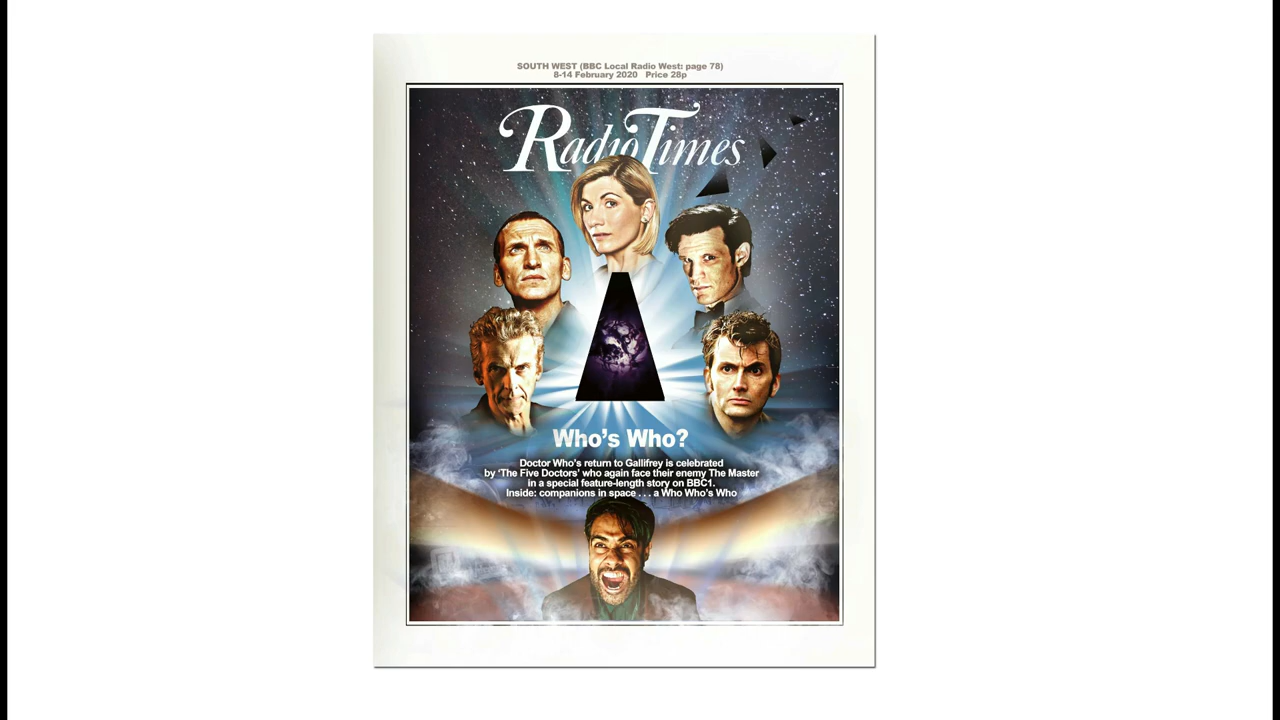 SOUTH WEST (BBC Local Radio West: page 78)
8-14 February 2020 Price 28p
RadioTimes
Who's Who?
Doctor Who's return to Gallifrey is celebrated
by 'The Five Doctors' who again face their enemy The Master
in a special feature-length story on BBC1.
Inside: companions in space . . . a Who Who's Who